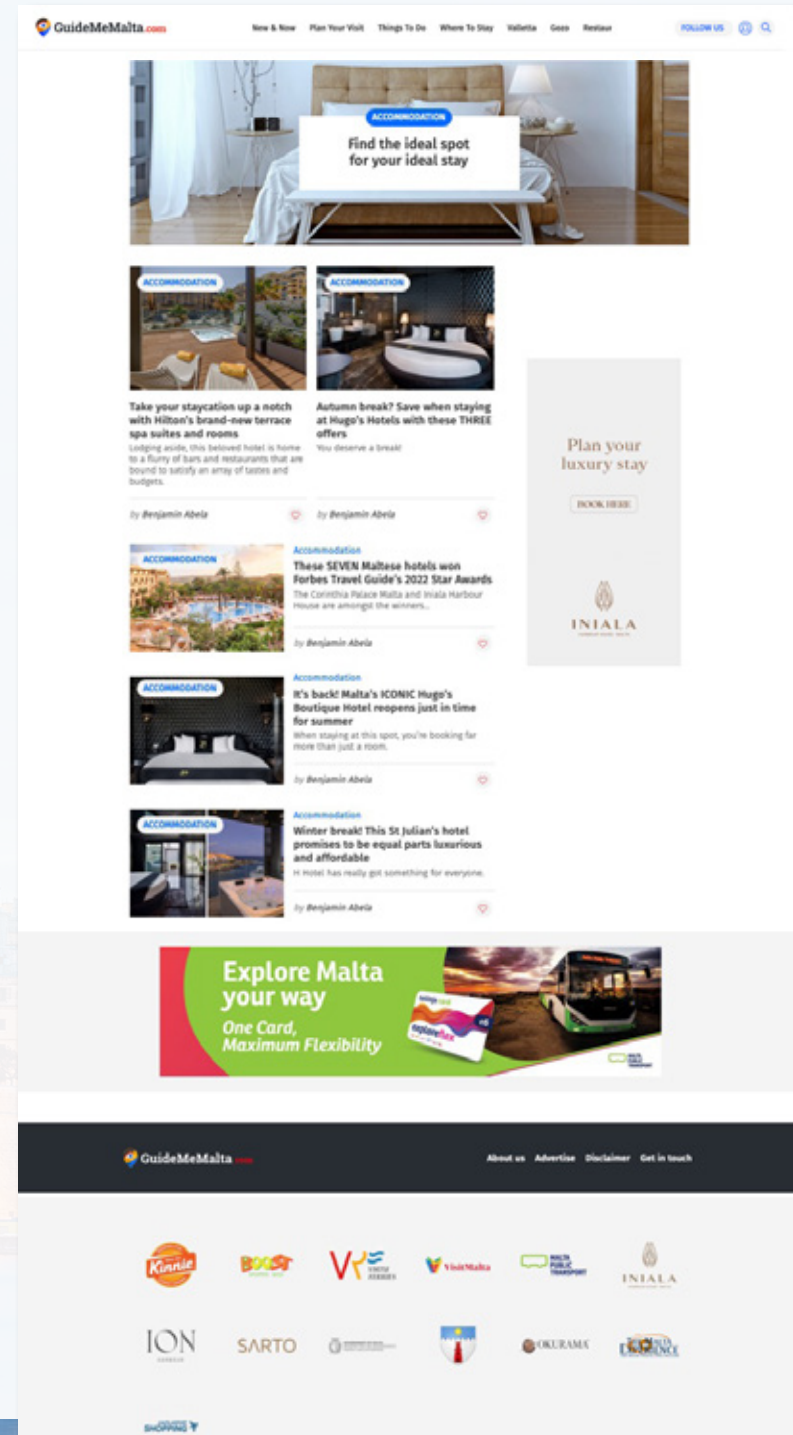 GuideMeMalta.com
New & Now Plan Your Visit Things To Do Where To Stay Valletta Gozo Restaur
FOLLOW US
ACCOMMODATION
Find the ideal spot
for your ideal stay
ACCOMMODATION
Take your staycation up a notch
with Hilton's brand-new terrace
spa suites and rooms
Lodging aside, this beloved hotel is home
to a flurry of bars and restaurants that are
bound to satisfy an array of tastes and
budgets.
by Benjamin Abela
ACCOMMODATION
Autumn break? Save when staying
at Hugo's Hotels with these THREE
offers
You deserve a break!
by Benjamin Abela
ACCOMMODATION
Accommodation
These SEVEN Maltese hotels won
Forbes Travel Guide's 2022 Star Awards
The Corinthia Palace Malta and Iniala Harbour
House are amongst the winners...
by Benjamin Abela
ACCOMMODATION
Accommodation
It's back! Malta's ICONIC Hugo's
Boutique Hotel reopens just in time
for summer
When staying at this spot, you're booking far
more than just a room.
by Benjamin Abela
ACCOMMODATION
Accommodation
Winter break! This St Julian's hotel
promises to be equal parts luxurious
and affordable
H Hotel has really got something for everyone.
by Benjamin Abela
Plan your
luxury stay
BOOK HERE
INIALA
Explore Malta
your way
One Card,
Maximum Flexibility
explore flex
MALTA
PUBLIC
TRANSPORT
GuideMeMalta.com
About us Advertise Disclaimer Get in touch
Kinnie
BOOST
VisitMalta
MALTA
PUBLIC
TRANSPORT
INIALA
ION
HARBOUR
SARTO
OKURAMA
SHOPPING